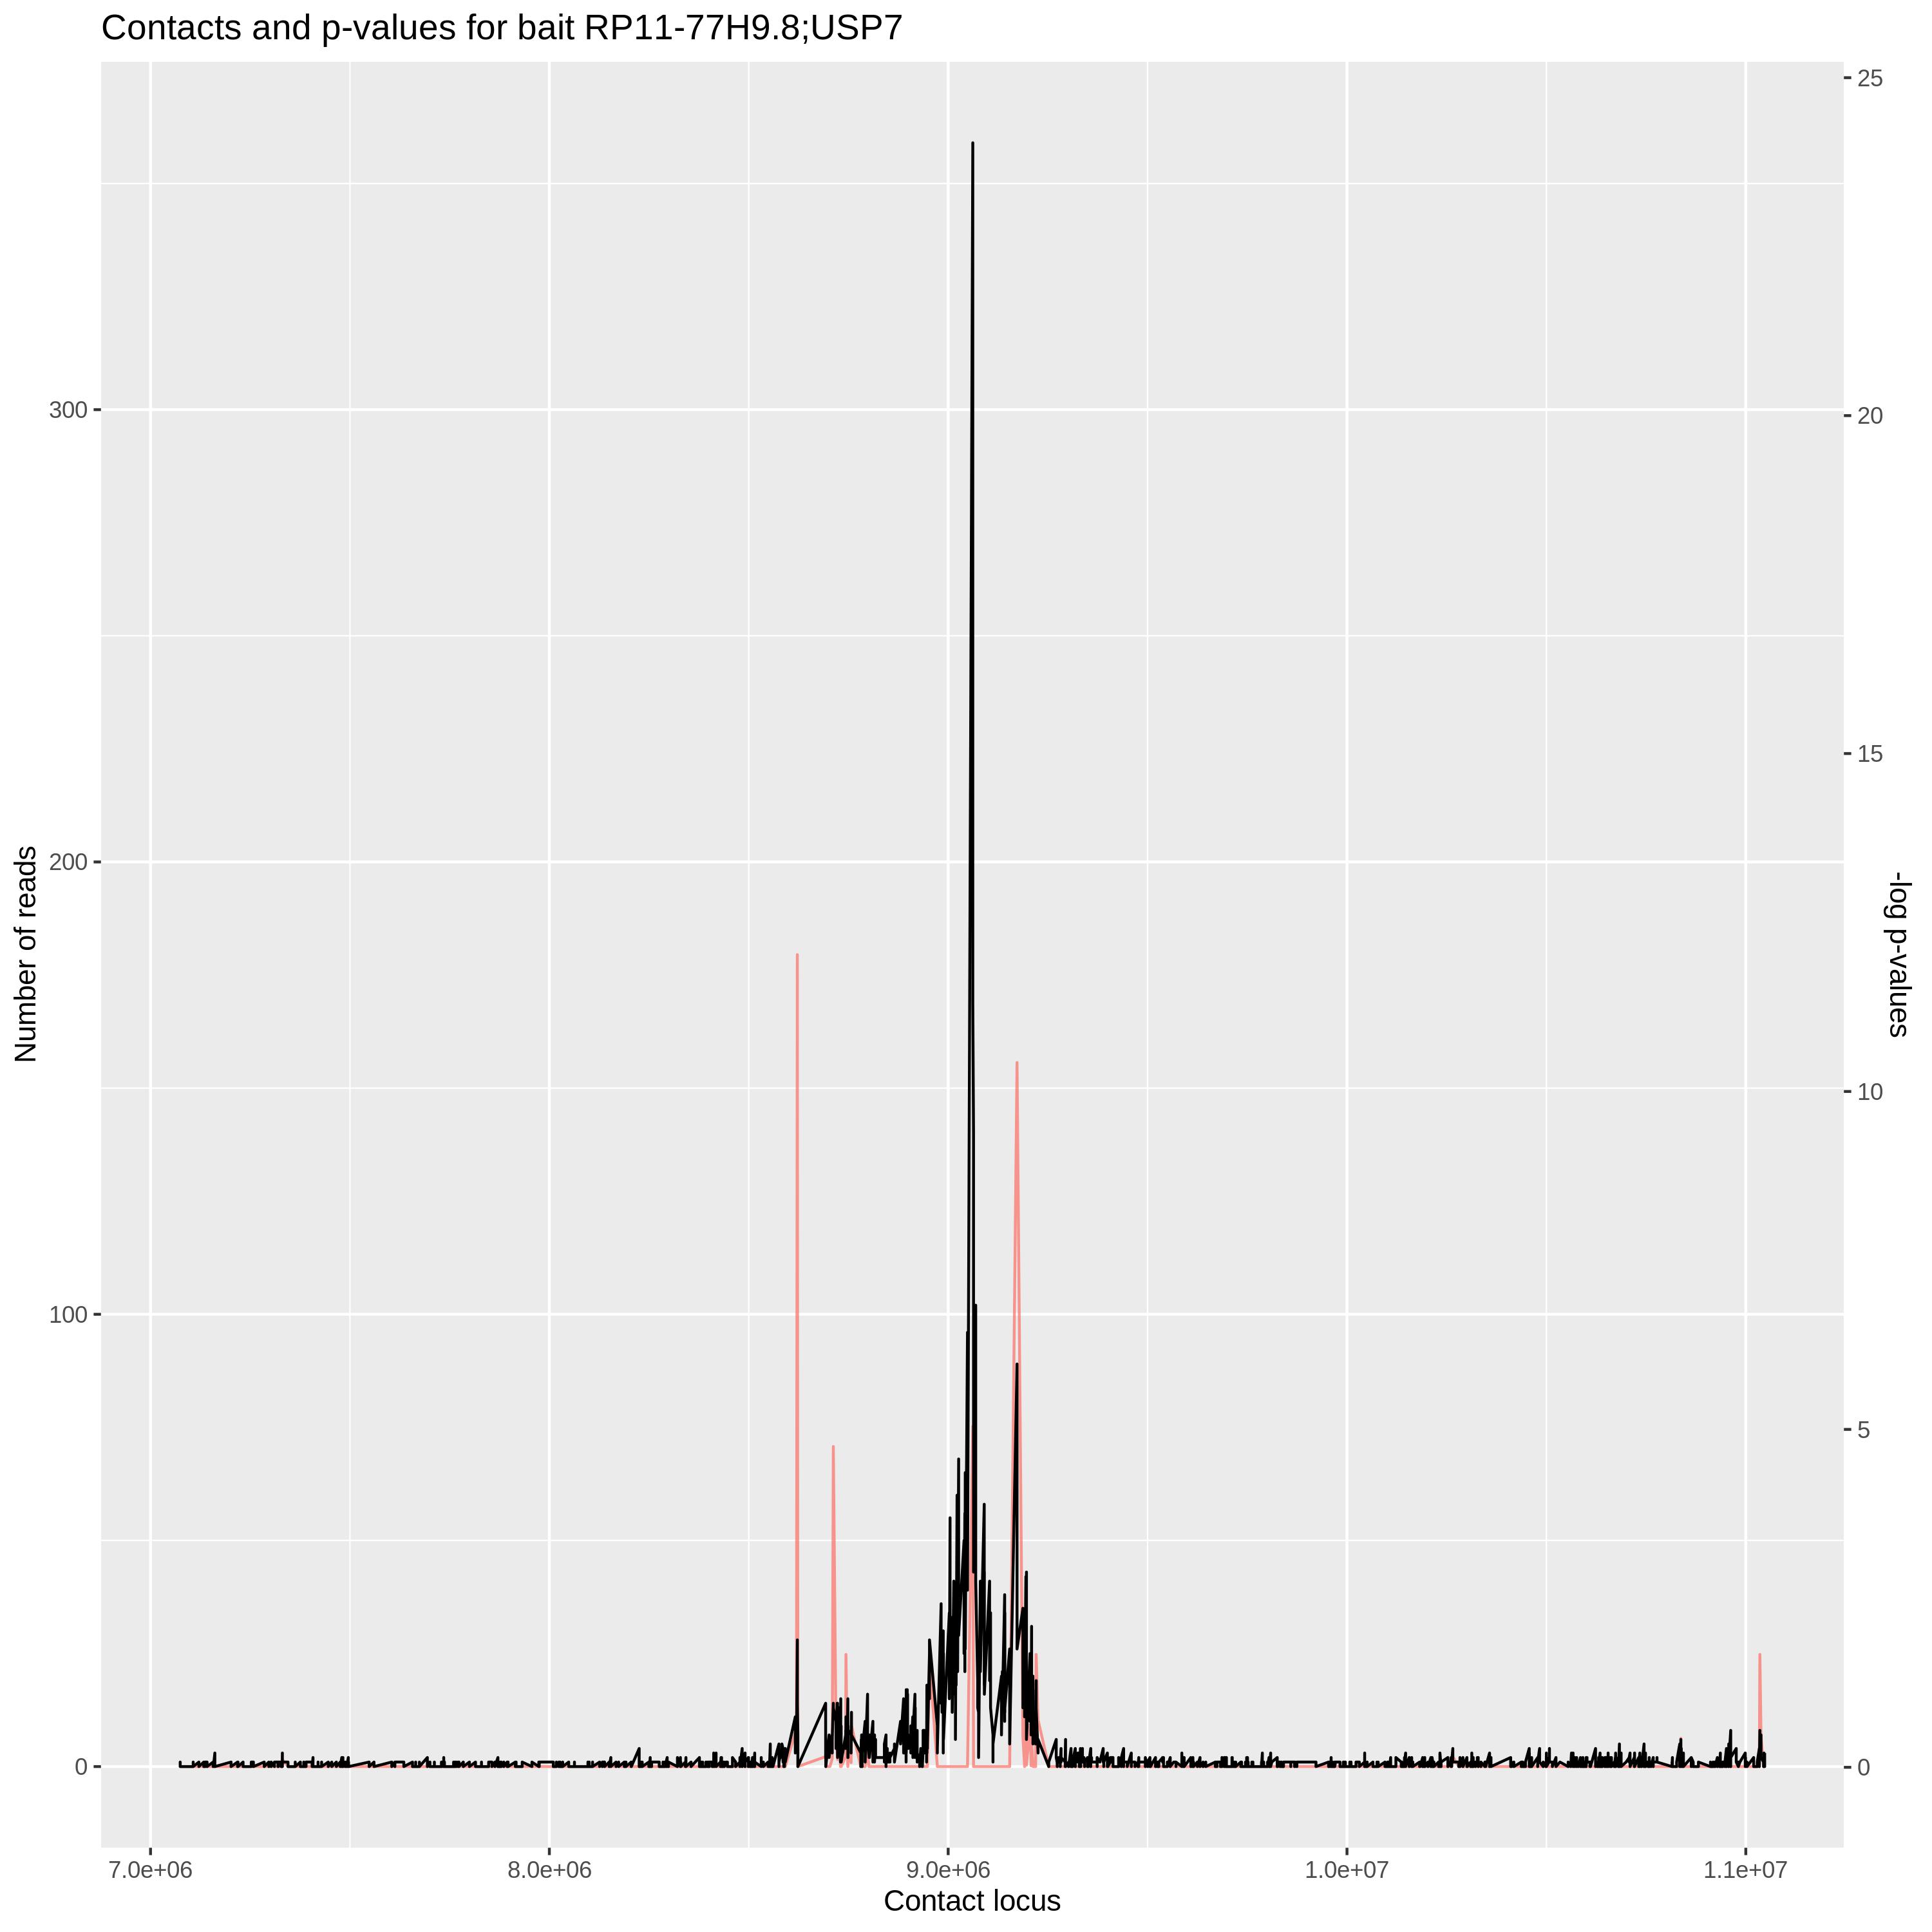 Contacts and p-values for bait RP11-77H9.8;USP7
Number of reads
300
200
100
0
25
20
15
10
5
0
-log p-values
7.0e+06
8.0e+06
9.0e+06
1.0e+07
1.1e+07
Contact locus